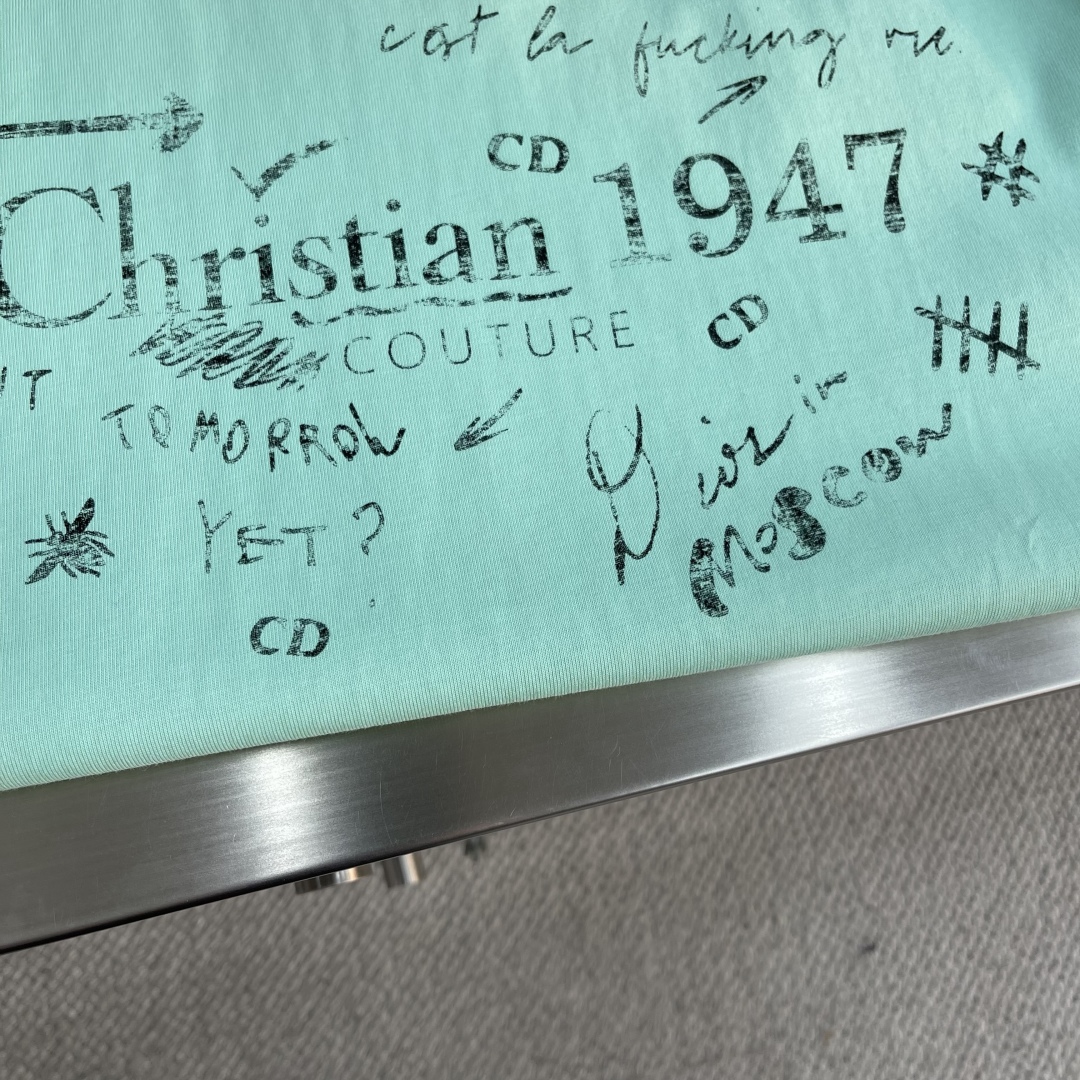 c'est la fucking vie.
CD
Christian 1947
COUTURE
CD
TOMORROW
YET?
Dior in
MOSCOW
CD